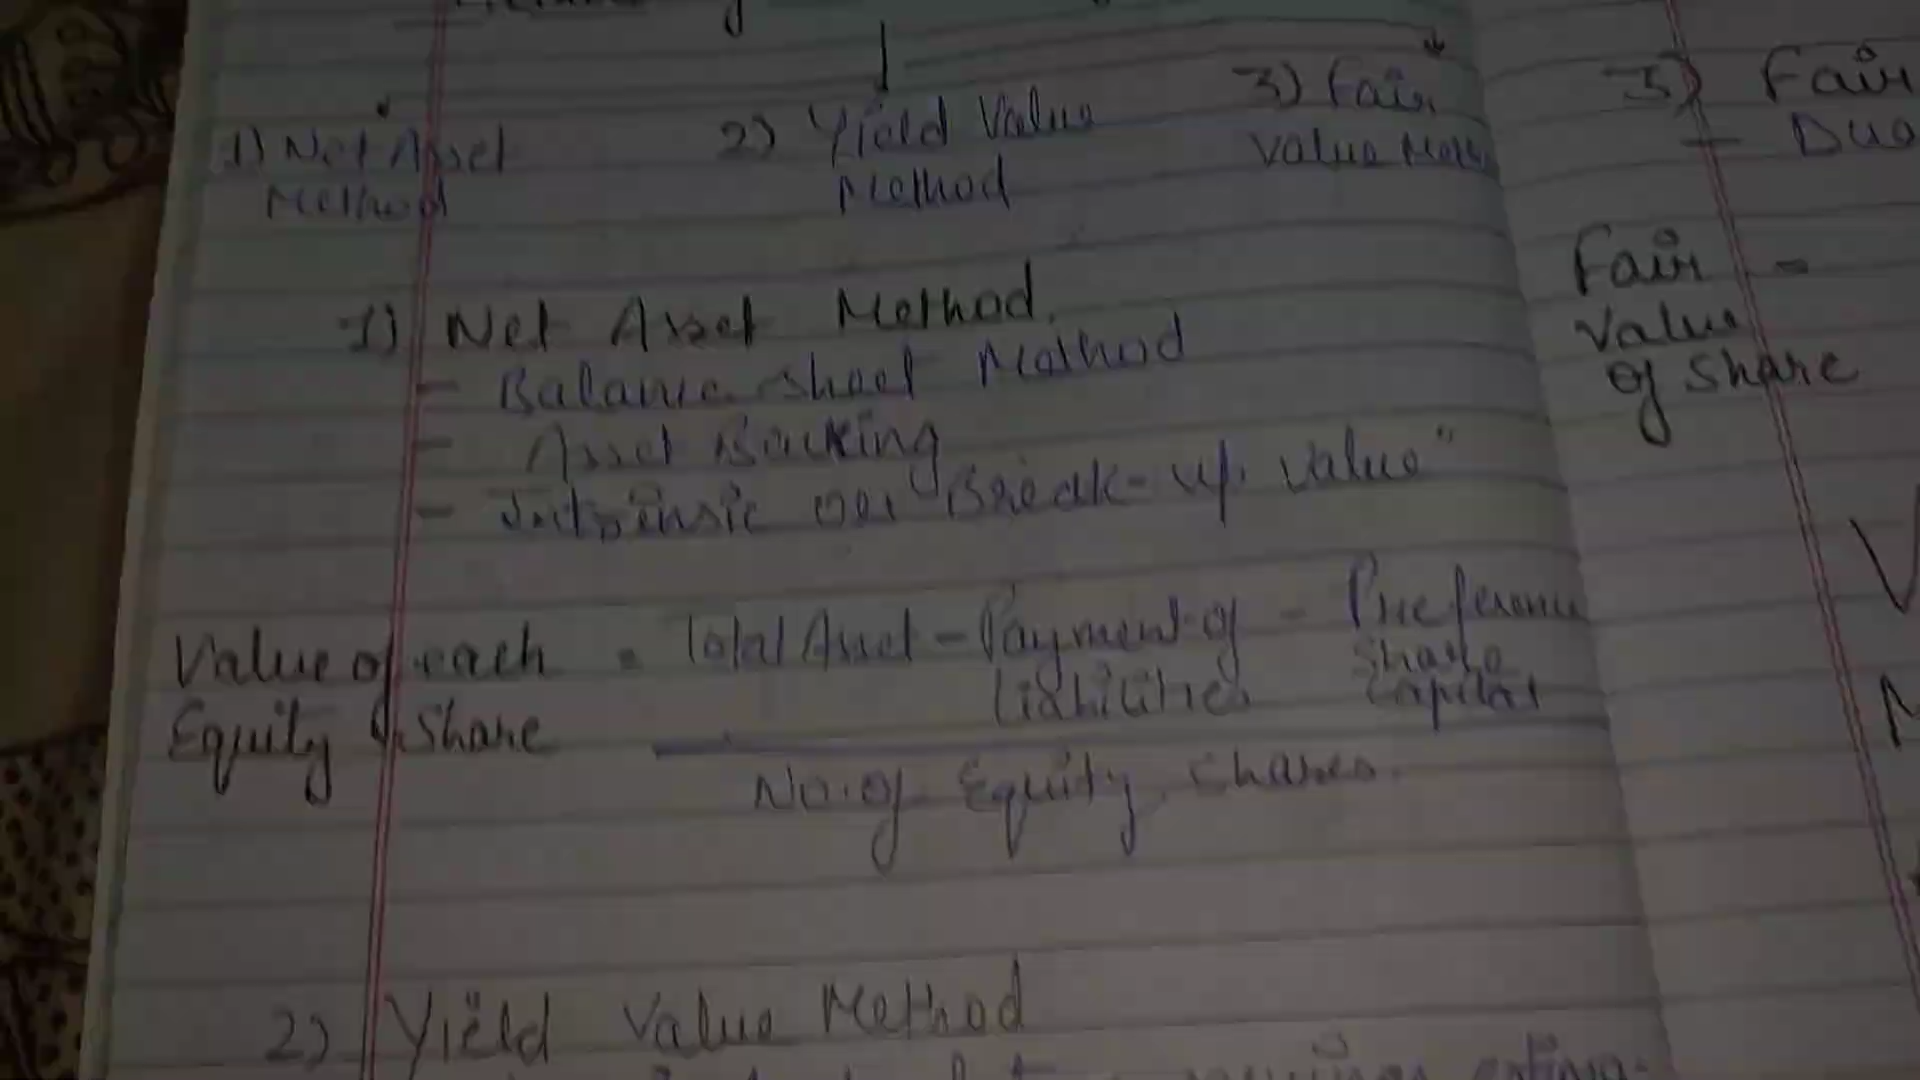 1) Net Asset
Method
2) Yield Value
Method
3) Fair
Value
1) Net Asset Method.
- Balance sheet Method
- Asset Backing
- Intrinsic or "Break-up value"
Value of each Equity Share = Total Asset - Payment of Liabilities - Preference Share Capital
No. of Equity shares.
2) Yield Value Method
3) Fair
Fair Value of Share =